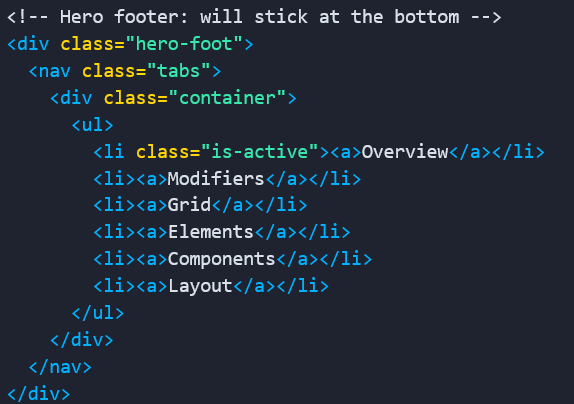 <!-- Hero footer: will stick at the bottom -->
<div class="hero-foot">
  <nav class="tabs">
    <div class="container">
      <ul>
        <li class="is-active"><a>Overview</a></li>
        <li><a>Modifiers</a></li>
        <li><a>Grid</a></li>
        <li><a>Elements</a></li>
        <li><a>Components</a></li>
        <li><a>Layout</a></li>
      </ul>
    </div>
  </nav>
</div>